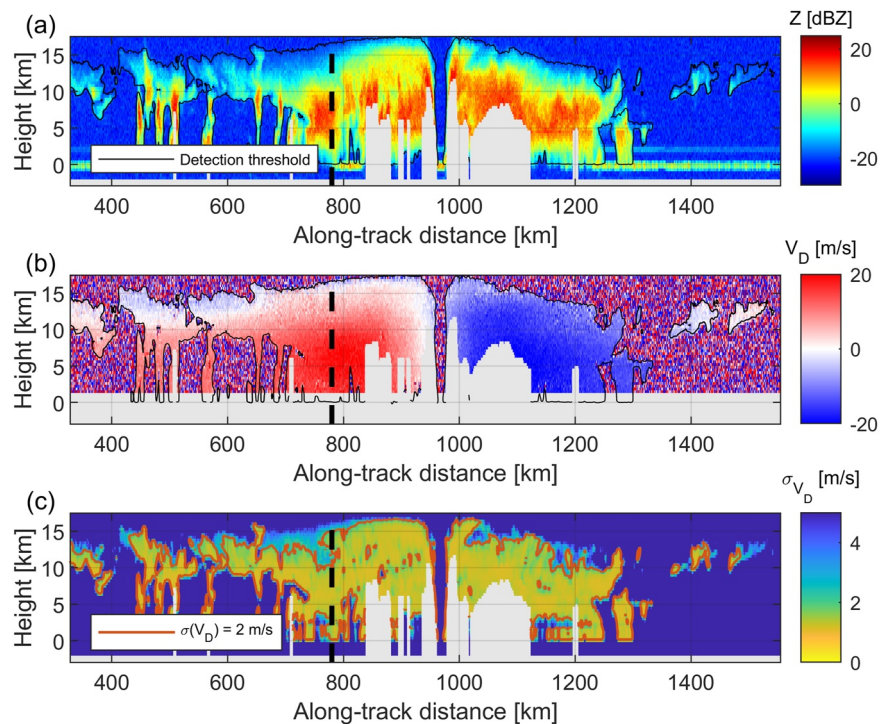 (a)
Z [dBZ]
Height [km]
15
10
5
0
Detection threshold
20
0
-20
400 600 800 1000 1200 1400
Along-track distance [km]
(b)
V_D [m/s]
Height [km]
15
10
5
0
20
0
-20
400 600 800 1000 1200 1400
Along-track distance [km]
(c)
σ_{V_D} [m/s]
Height [km]
15
10
5
0
σ(V_D) = 2 m/s
4
2
0
400 600 800 1000 1200 1400
Along-track distance [km]